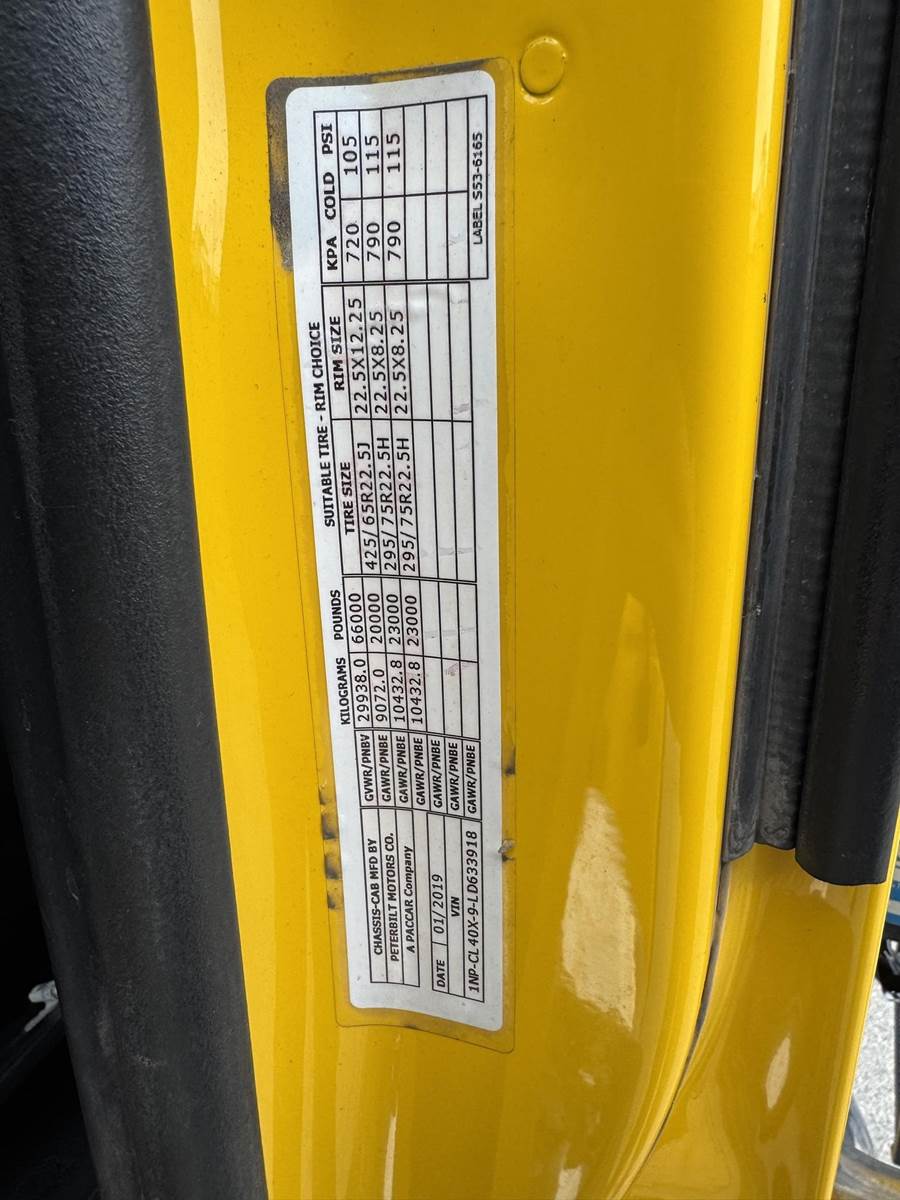 CHASSIS-CAB MFD BY
PETERBILT MOTORS CO.
A PACCAR Company
DATE 01/2019
VIN
1NP-CL40X-9-LD633918
KILOGRAMS POUNDS
GVWR/PNBV 29938.0 66000
GAWR/PNBE 9072.0 20000
GAWR/PNBE 10432.8 23000
GAWR/PNBE 10432.8 23000
GAWR/PNBE
GAWR/PNBE
GAWR/PNBE
SUITABLE TIRE - RIM CHOICE
TIRE SIZE RIM SIZE KPA COLD PSI
425/65R22.5J 22.5X12.25 720 105
295/75R22.5H 22.5X8.25 790 115
295/75R22.5H 22.5X8.25 790 115
LABEL S53-6165